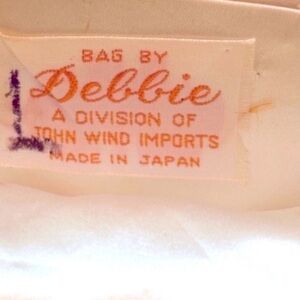 BAG BY
Debbie
A DIVISION OF
JOHN WIND IMPORTS
MADE IN JAPAN